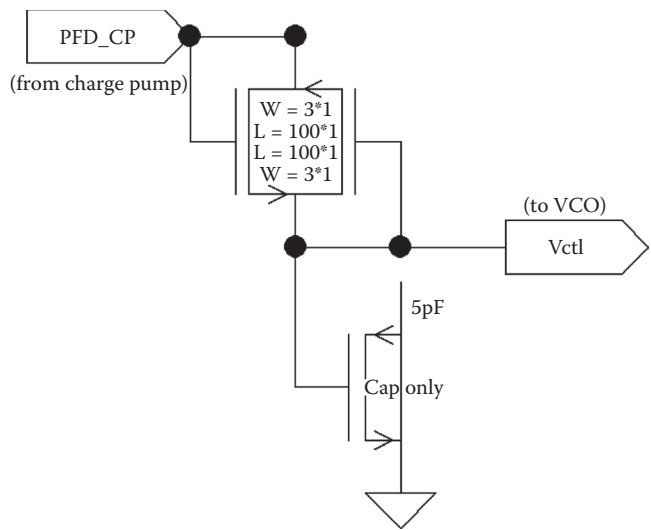 PFD_CP
(from charge pump)
W = 3*1
L = 100*1
L = 100*1
W = 3*1
(to VCO)
Vctl
5pF
Cap only